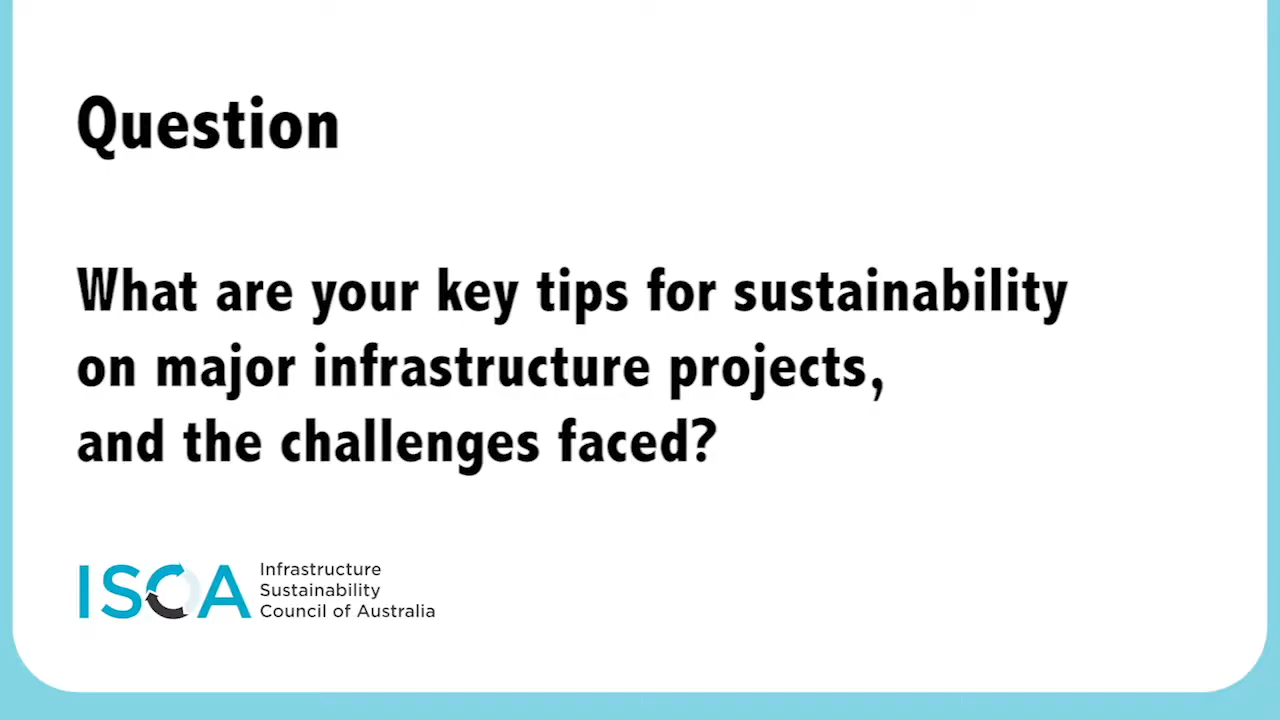 Question
What are your key tips for sustainability
on major infrastructure projects,
and the challenges faced?
ISCA
Infrastructure
Sustainability
Council of Australia